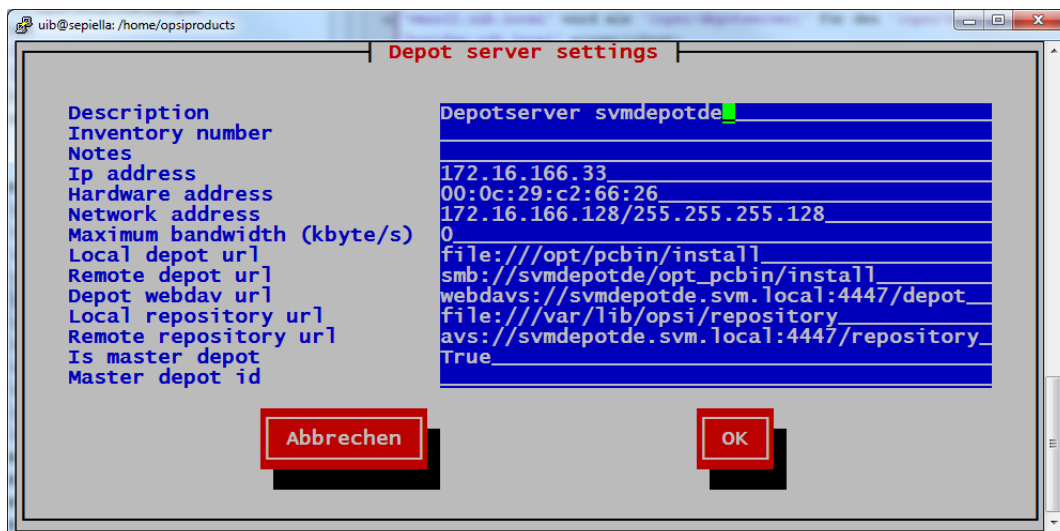 uib@sepiella: /home/opsiproducts
Depot server settings
Description Depotserver svmdepotde
Inventory number
Notes
Ip address 172.16.166.33
Hardware address 00:0c:29:c2:66:26
Network address 172.16.166.128/255.255.255.128
Maximum bandwidth (kbyte/s) 0
Local depot url file:///opt/pcbin/install
Remote depot url smb://svmdepotde/opt_pcbin/install
Depot webdav url webdavs://svmdepotde.svm.local:4447/depot
Local repository url file:///var/lib/opsi/repository
Remote repository url avs://svmdepotde.svm.local:4447/repository
Is master depot True
Master depot id
Abbrechen OK